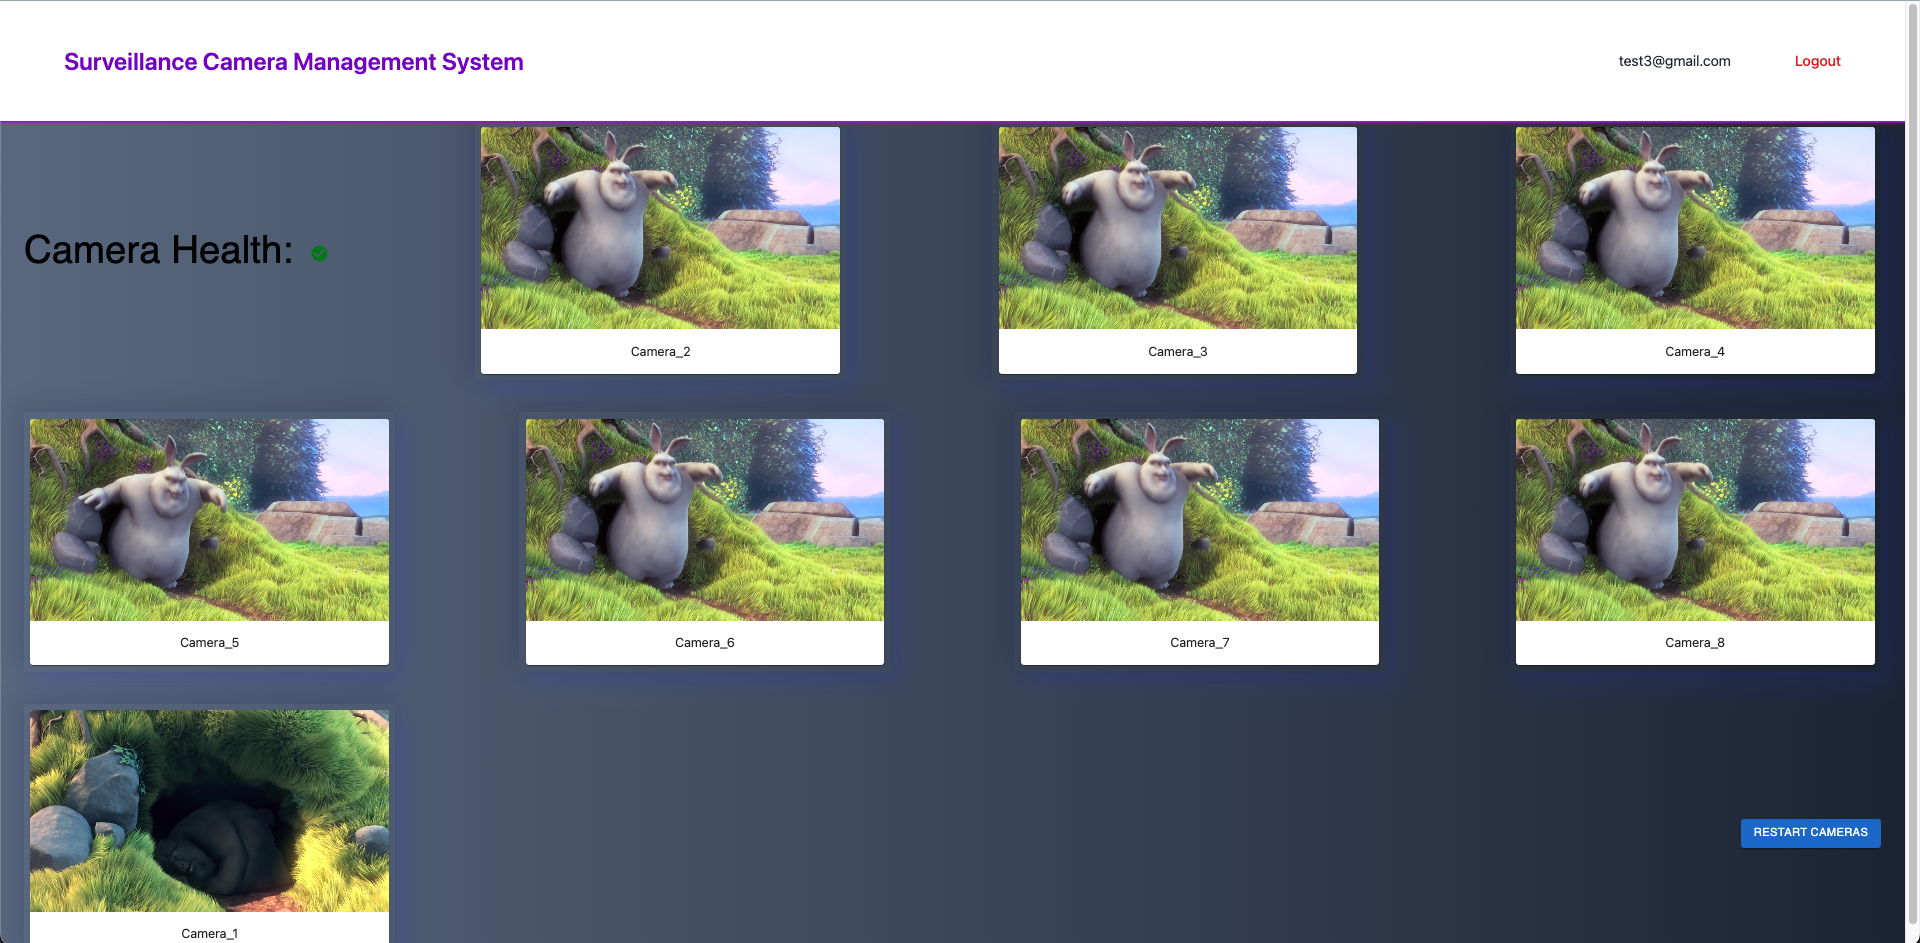 Surveillance Camera Management System
test3@gmail.com
Logout
Camera Health:
Camera_2
Camera_3
Camera_4
Camera_5
Camera_6
Camera_7
Camera_8
Camera_1
RESTART CAMERAS